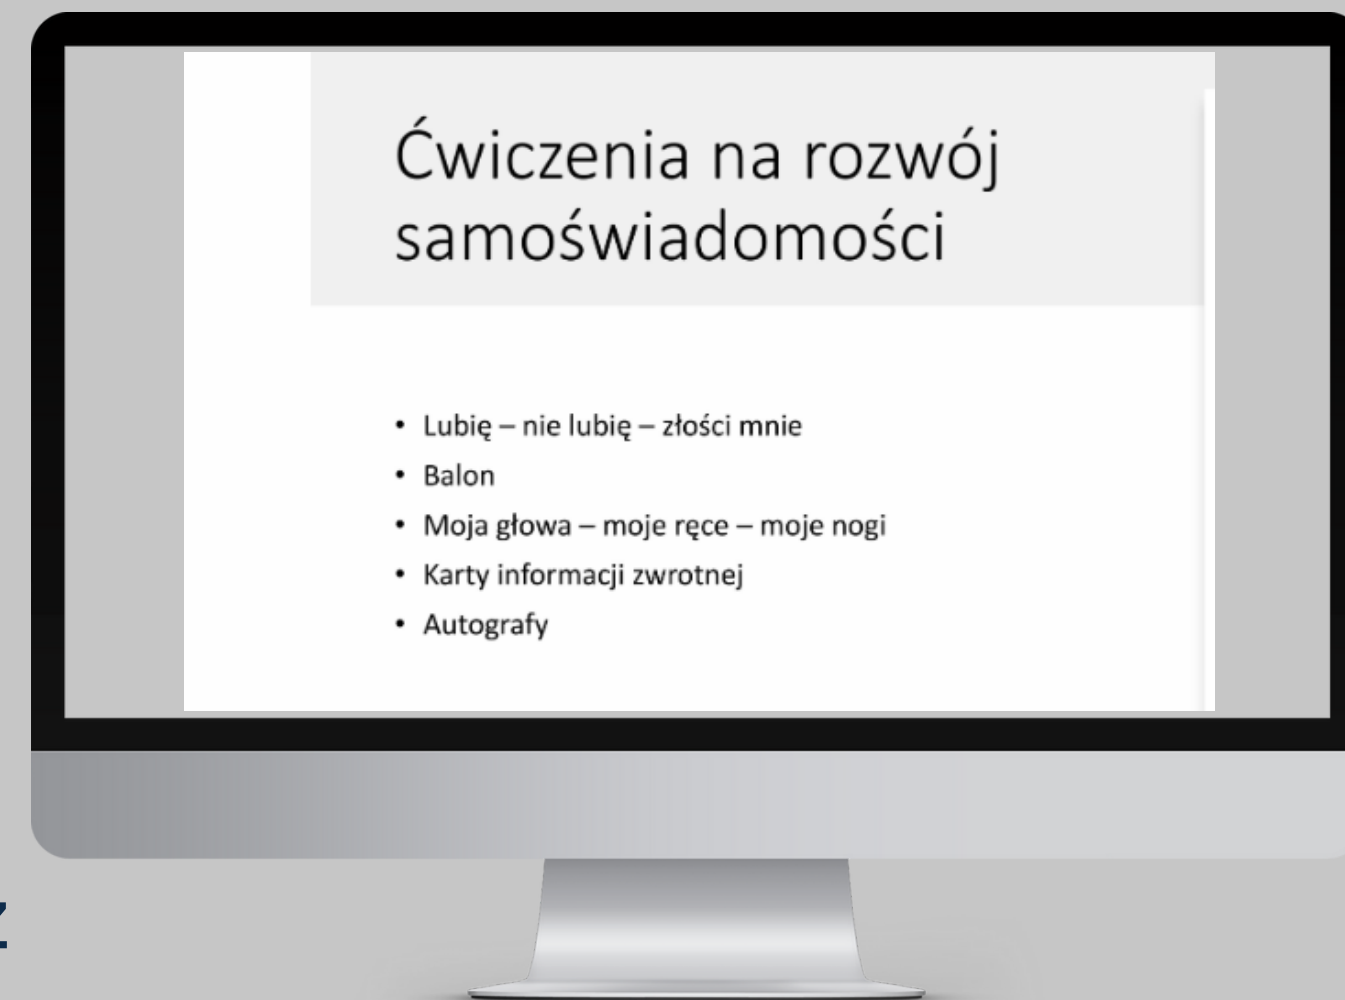 Ćwiczenia na rozwój
samoświadomości
• Lubię – nie lubię – złości mnie
• Balon
• Moja głowa – moje ręce – moje nogi
• Karty informacji zwrotnej
• Autografy